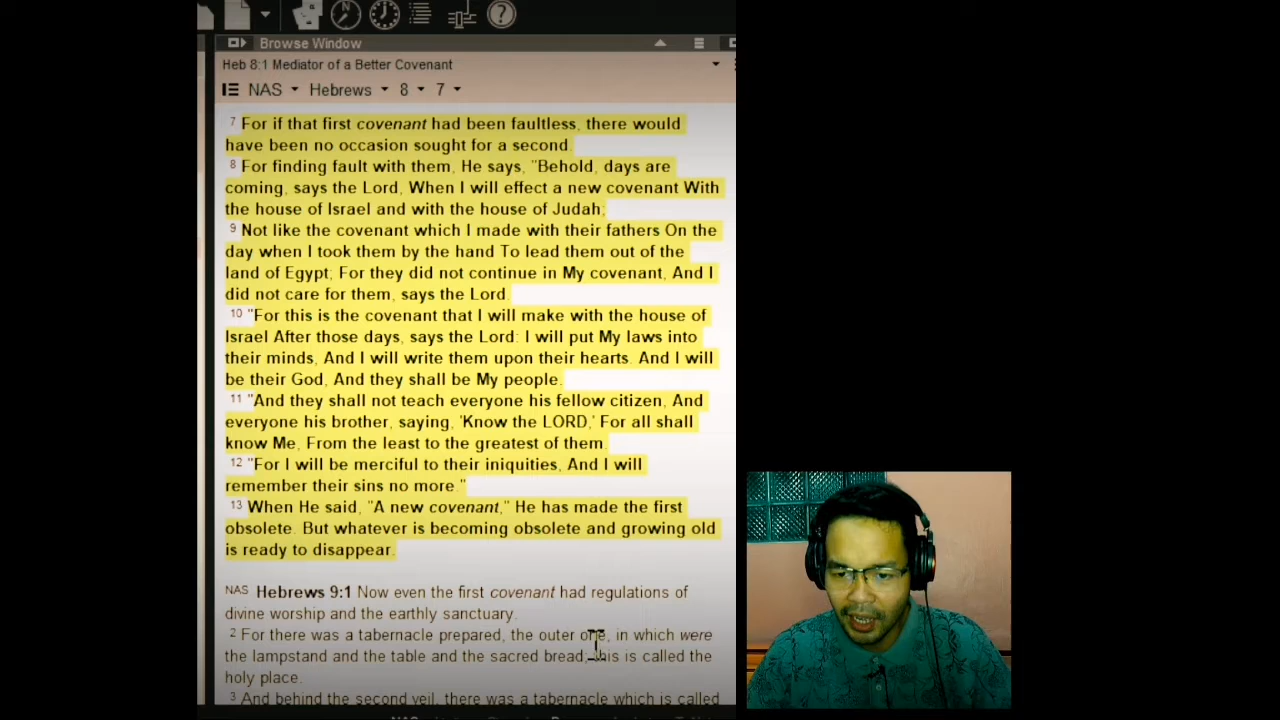 Browse Window
Heb 8:1 Mediator of a Better Covenant
NAS Hebrews 8 7
7 For if that first covenant had been faultless, there would
have been no occasion sought for a second.
8 For finding fault with them, He says, "Behold, days are
coming, says the Lord, When I will effect a new covenant With
the house of Israel and with the house of Judah;
9 Not like the covenant which I made with their fathers On the
day when I took them by the hand To lead them out of the
land of Egypt; For they did not continue in My covenant, And I
did not care for them, says the Lord.
10 "For this is the covenant that I will make with the house of
Israel After those days, says the Lord: I will put My laws into
their minds, And I will write them upon their hearts. And I will
be their God, And they shall be My people.
11 "And they shall not teach everyone his fellow citizen, And
everyone his brother, saying, 'Know the LORD,' For all shall
know Me, From the least to the greatest of them.
12 "For I will be merciful to their iniquities, And I will
remember their sins no more."
13 When He said, "A new covenant," He has made the first
obsolete. But whatever is becoming obsolete and growing old
is ready to disappear.
NAS Hebrews 9:1 Now even the first covenant had regulations of
divine worship and the earthly sanctuary.
2 For there was a tabernacle prepared, the outer one, in which were
the lampstand and the table and the sacred bread; this is called the
holy place.
3 And behind the second veil, there was a tabernacle which is called